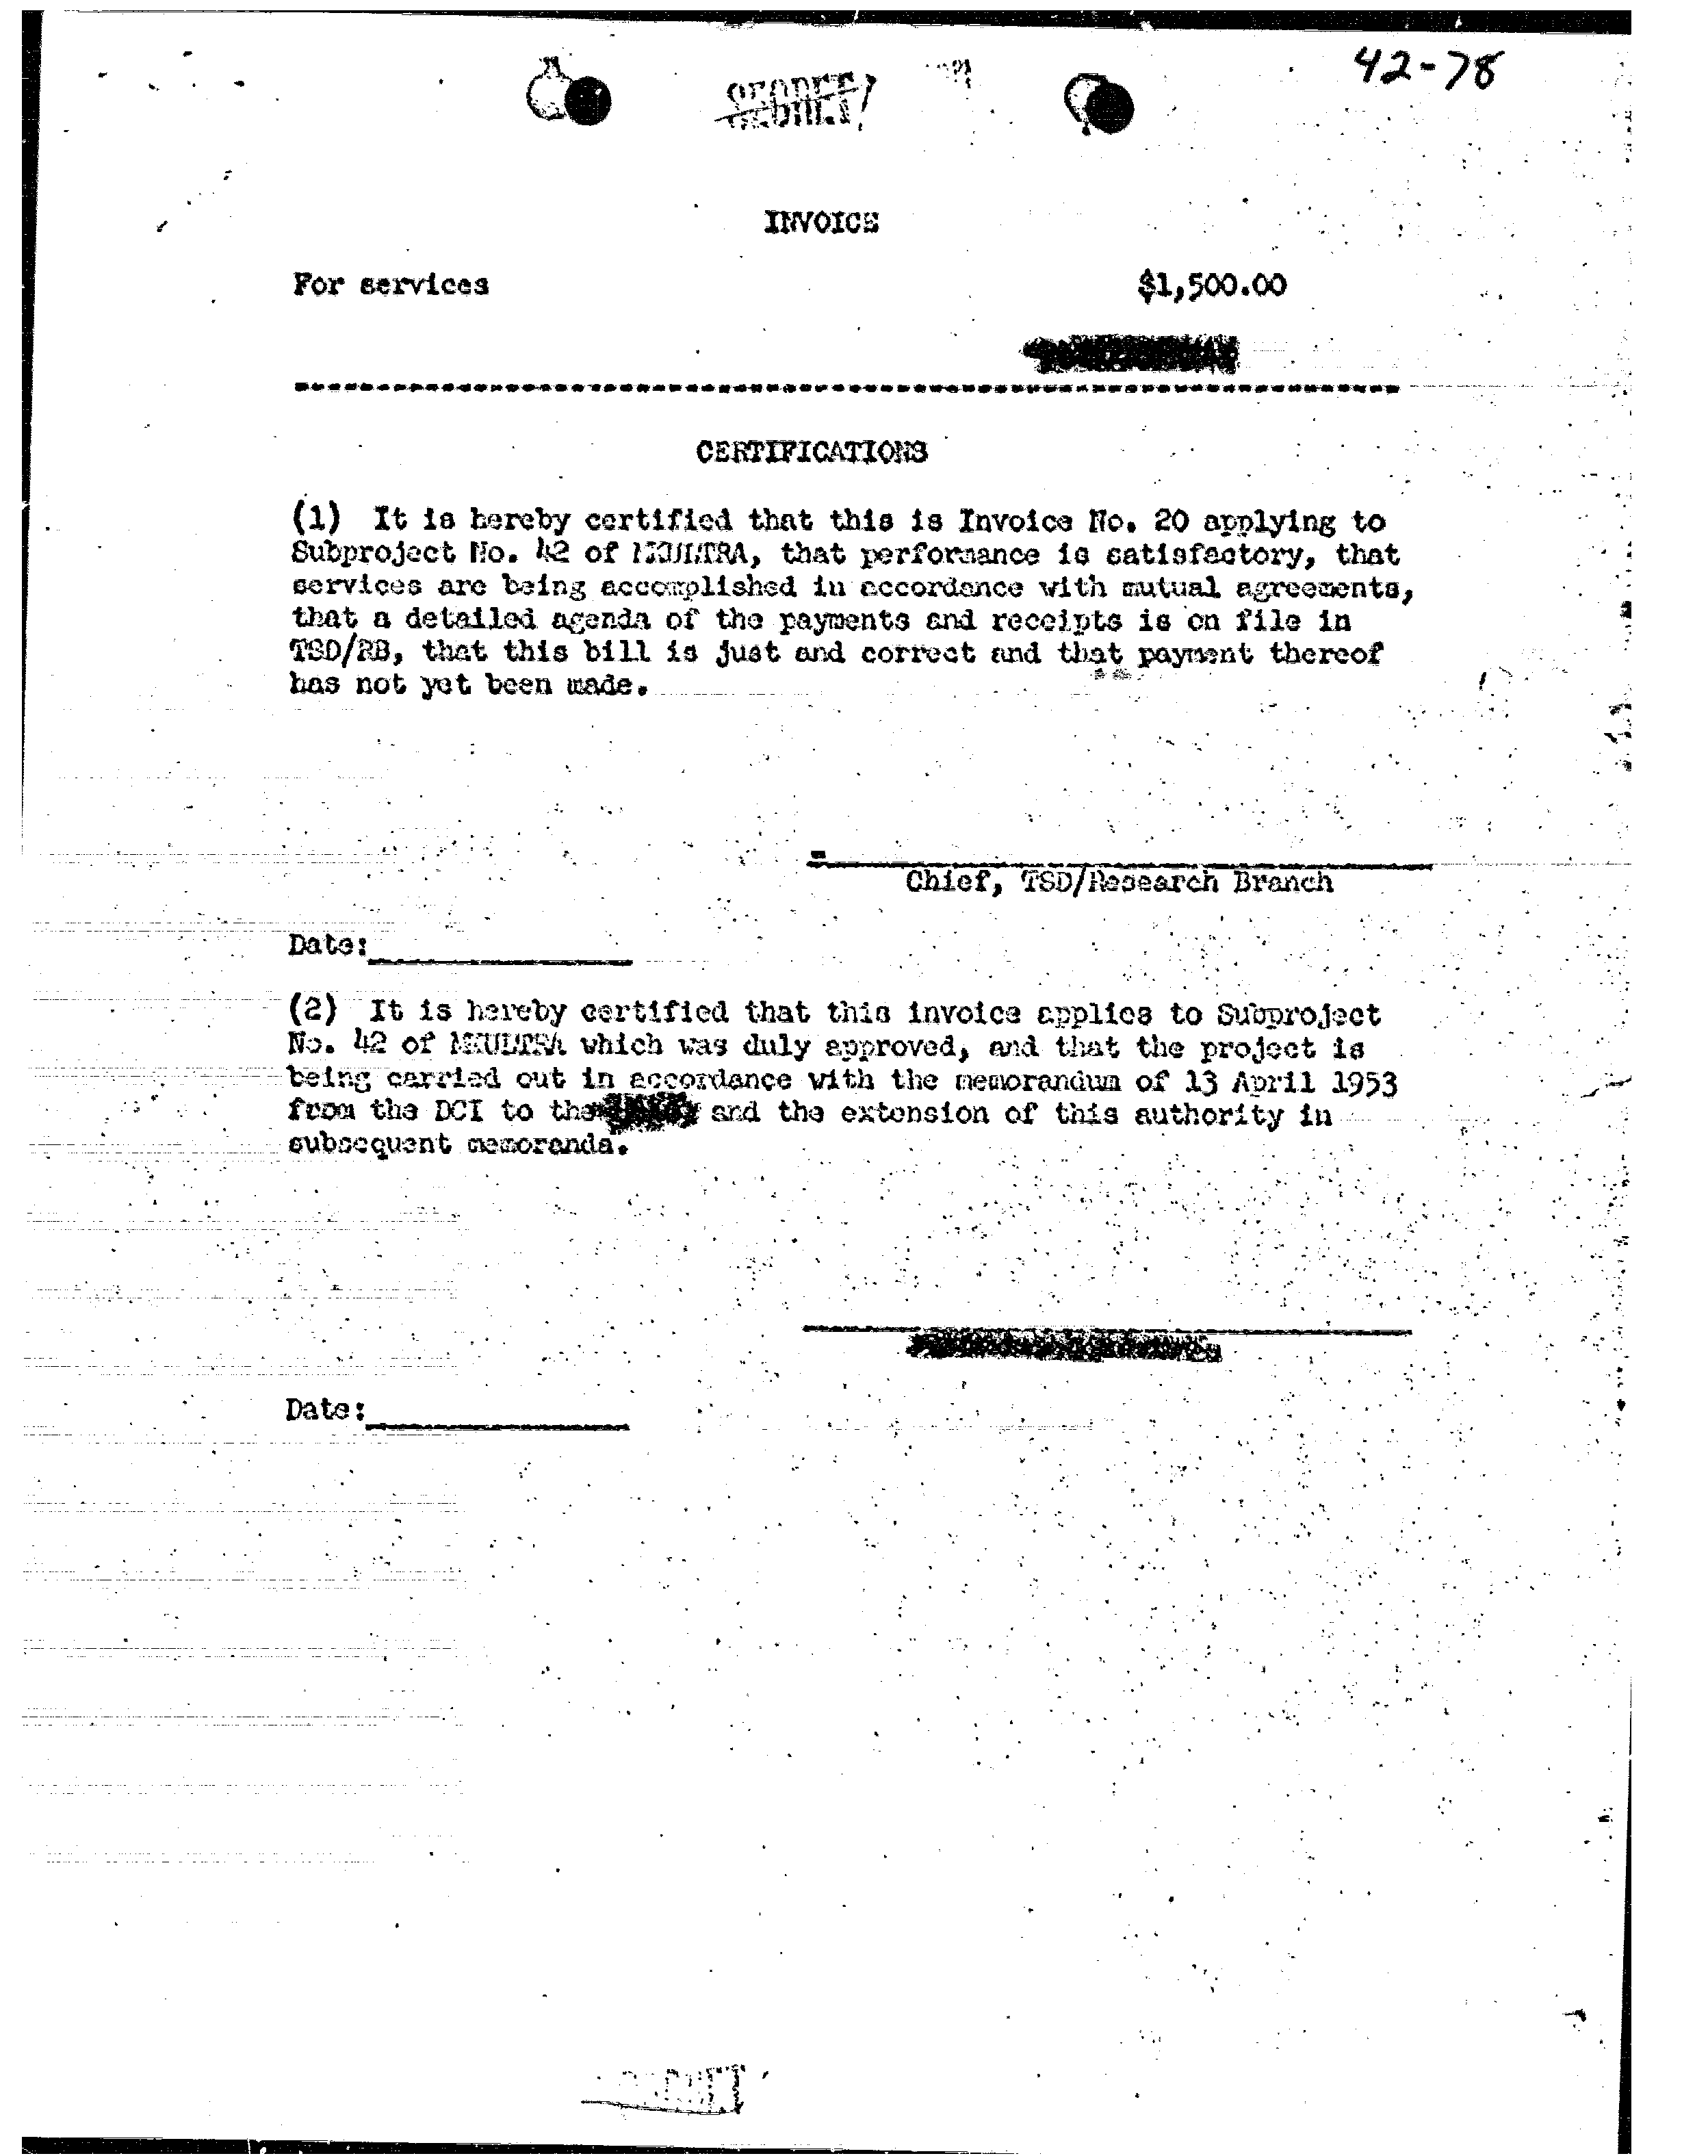 42-78
SECRET
INVOICE
For services $1,500.00
CERTIFICATIONS
(1) It is hereby certified that this is Invoice No. 20 applying to
Subproject No. 42 of MKULTRA, that performance is satisfactory, that
services are being accomplished in accordance with mutual agreements,
that a detailed agenda of the payments and receipts is on file in
TSD/RB, that this bill is just and correct and that payment thereof
has not yet been made.
Chief, TSD/Research Branch
Date:
(2) It is hereby certified that this invoice applies to Subproject
No. 42 of MKULTRA which was duly approved, and that the project is
being carried out in accordance with the memorandum of 13 April 1953
from the DCI to the and the extension of this authority in
subsequent memoranda.
Date: